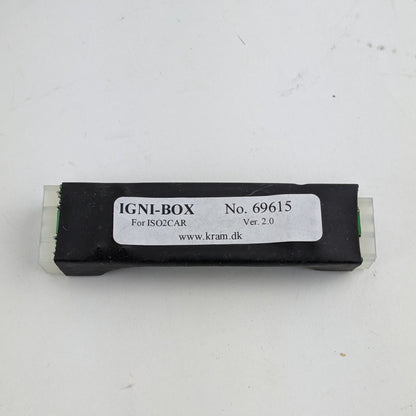 IGNI-BOX No. 69615
For ISO2CAR Ver. 2.0
www.kram.dk